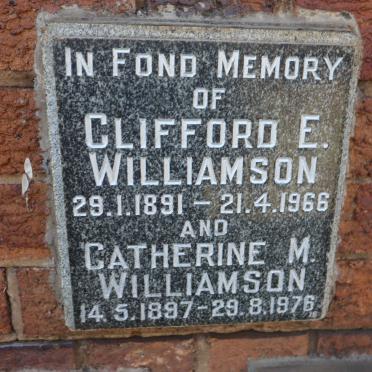 IN FOND MEMORY
OF
CLIFFORD E.
WILLIAMSON
29.1.1891 – 21.4.1966
AND
CATHERINE M.
WILLIAMSON
14.5.1897-29.8.1976